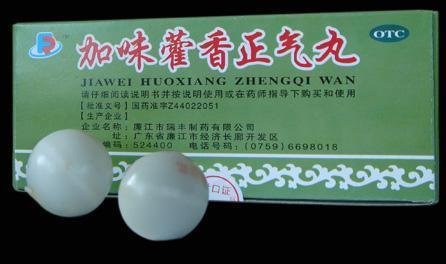 加味藿香正气丸
OTC
JIAWEI HUOXIANG ZHENGQI WAN
请仔细阅读说明书并按说明使用或在药师指导下购买和使用
【批准文号】国药准字Z44022051
【生产企业】
企业名称：廉江市瑞丰制药有限公司
址：广东省廉江市经济长廊开发区
编码：524400 电话号码：(0759)6698018
口证